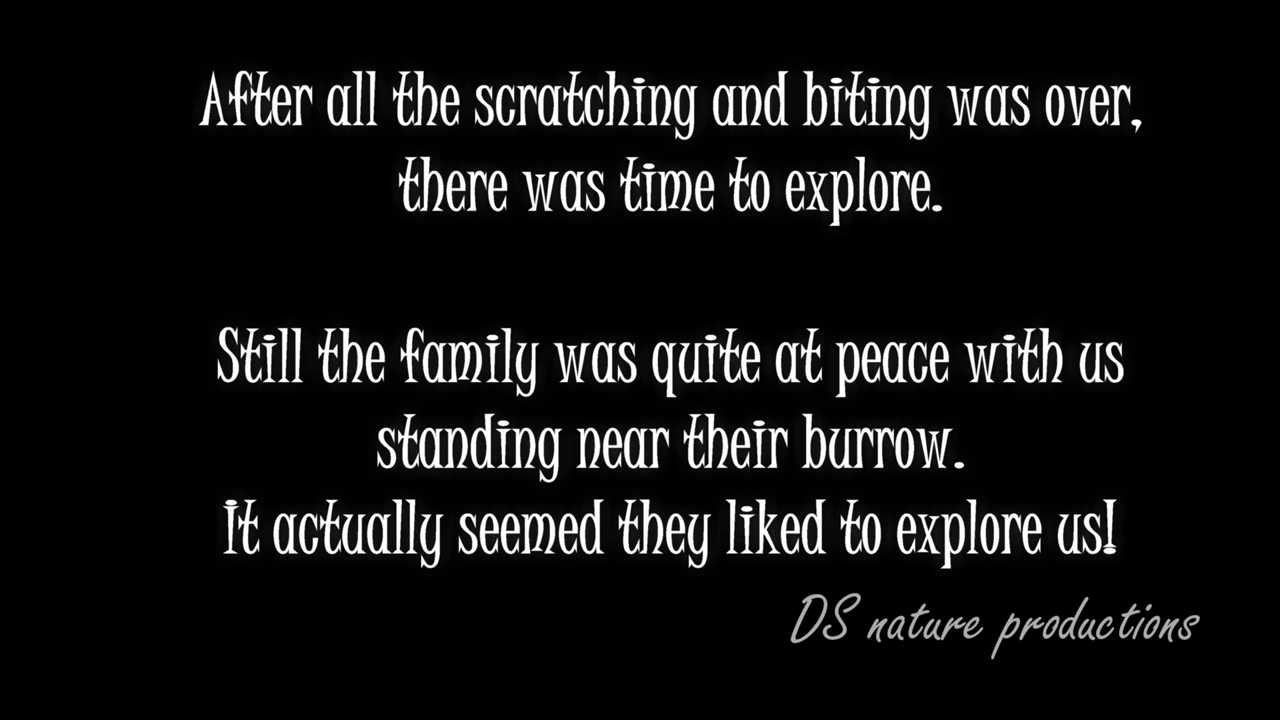 After all the scratching and biting was over,
there was time to explore.
Still the family was quite at peace with us
standing near their burrow.
It actually seemed they liked to explore us!
DS nature productions